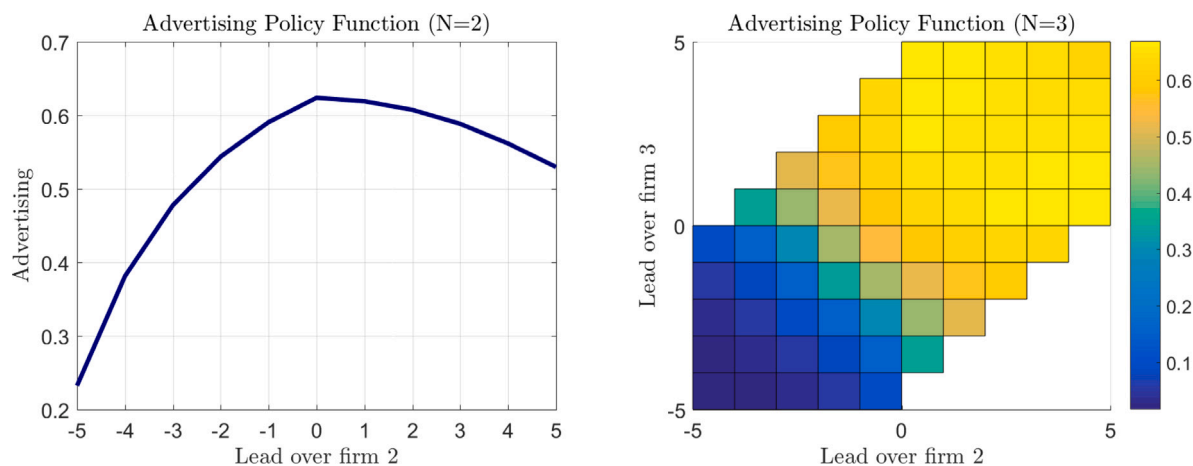 Advertising Policy Function (N=2)
0.7
0.6
0.5
0.4
0.3
0.2
Advertising
-5 -4 -3 -2 -1 0 1 2 3 4 5
Lead over firm 2
Advertising Policy Function (N=3)
5
0
-5
Lead over firm 3
-5 0 5
Lead over firm 2
0.6
0.5
0.4
0.3
0.2
0.1